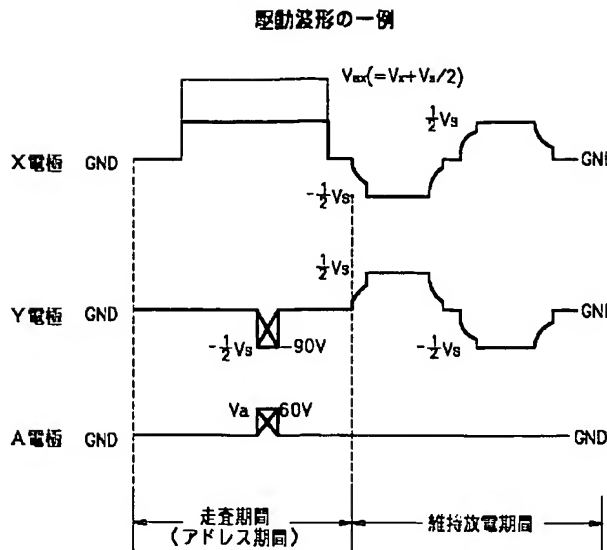 駆動波形の一例
Vmx(=Vx+Vs/2)
1/2Vs
X電極 GND
GND
-1/2Vs
1/2Vs
Y電極 GND
GND
-1/2Vs
-90V
-1/2Vs
Va
60V
A電極 GND
GND
走査期間
(アドレス期間)
維持放電期間